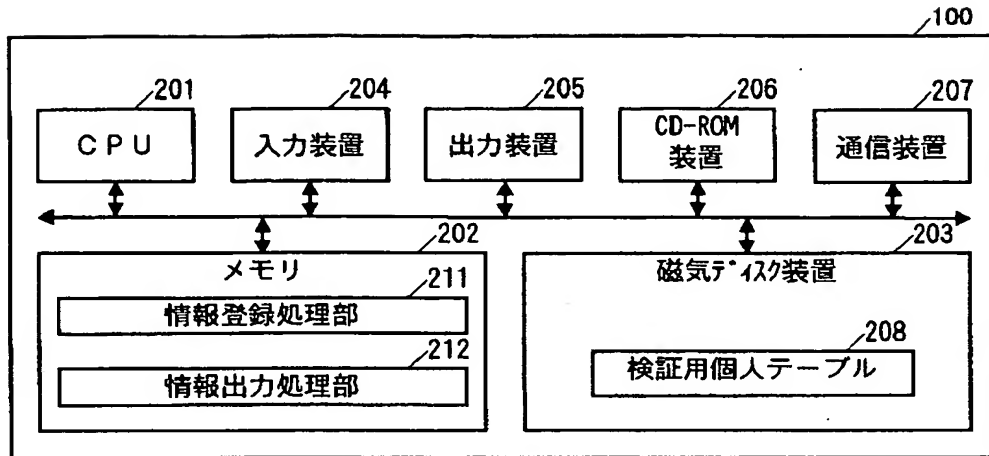 100
201
204
205
206
207
CPU
入力装置
出力装置
CD-ROM
装置
通信装置
202
203
メモリ
磁気ディスク装置
211
情報登録処理部
212
情報出力処理部
208
検証用個人テーブル